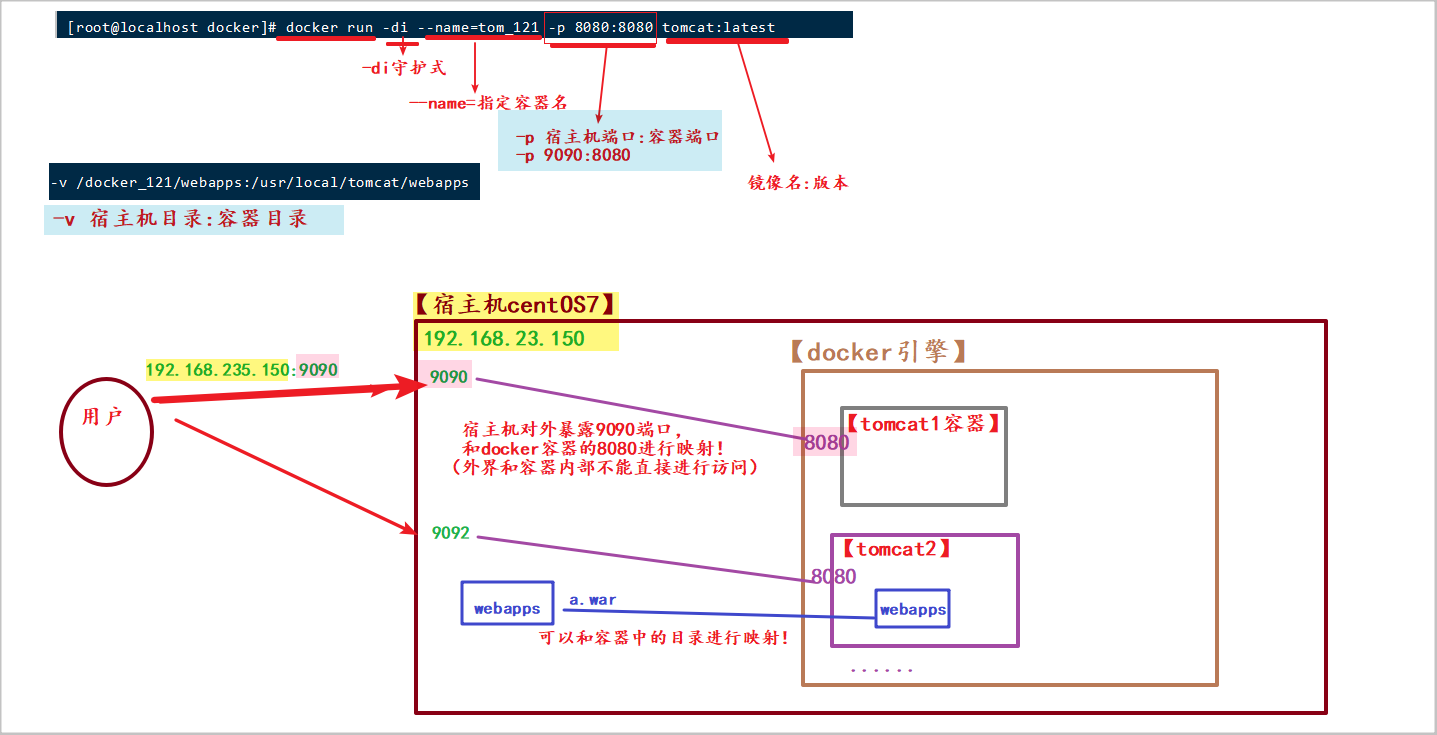 [root@localhost docker]# docker run -di --name=tom_121 -p 8080:8080 tomcat:latest
-di守护式
--name=指定容器名
-p 宿主机端口:容器端口
-p 9090:8080
镜像名:版本
-v /docker_121/webapps:/usr/local/tomcat/webapps
-v 宿主机目录:容器目录
【宿主机centOS7】
192.168.23.150
【docker引擎】
192.168.235.150:9090
用户
9090
【tomcat1容器】
8080
宿主机对外暴露9090端口,
和docker容器的8080进行映射!
(外界和容器内部不能直接进行访问)
9092
【tomcat2】
8080
webapps
a.war
webapps
可以和容器中的目录进行映射!
......